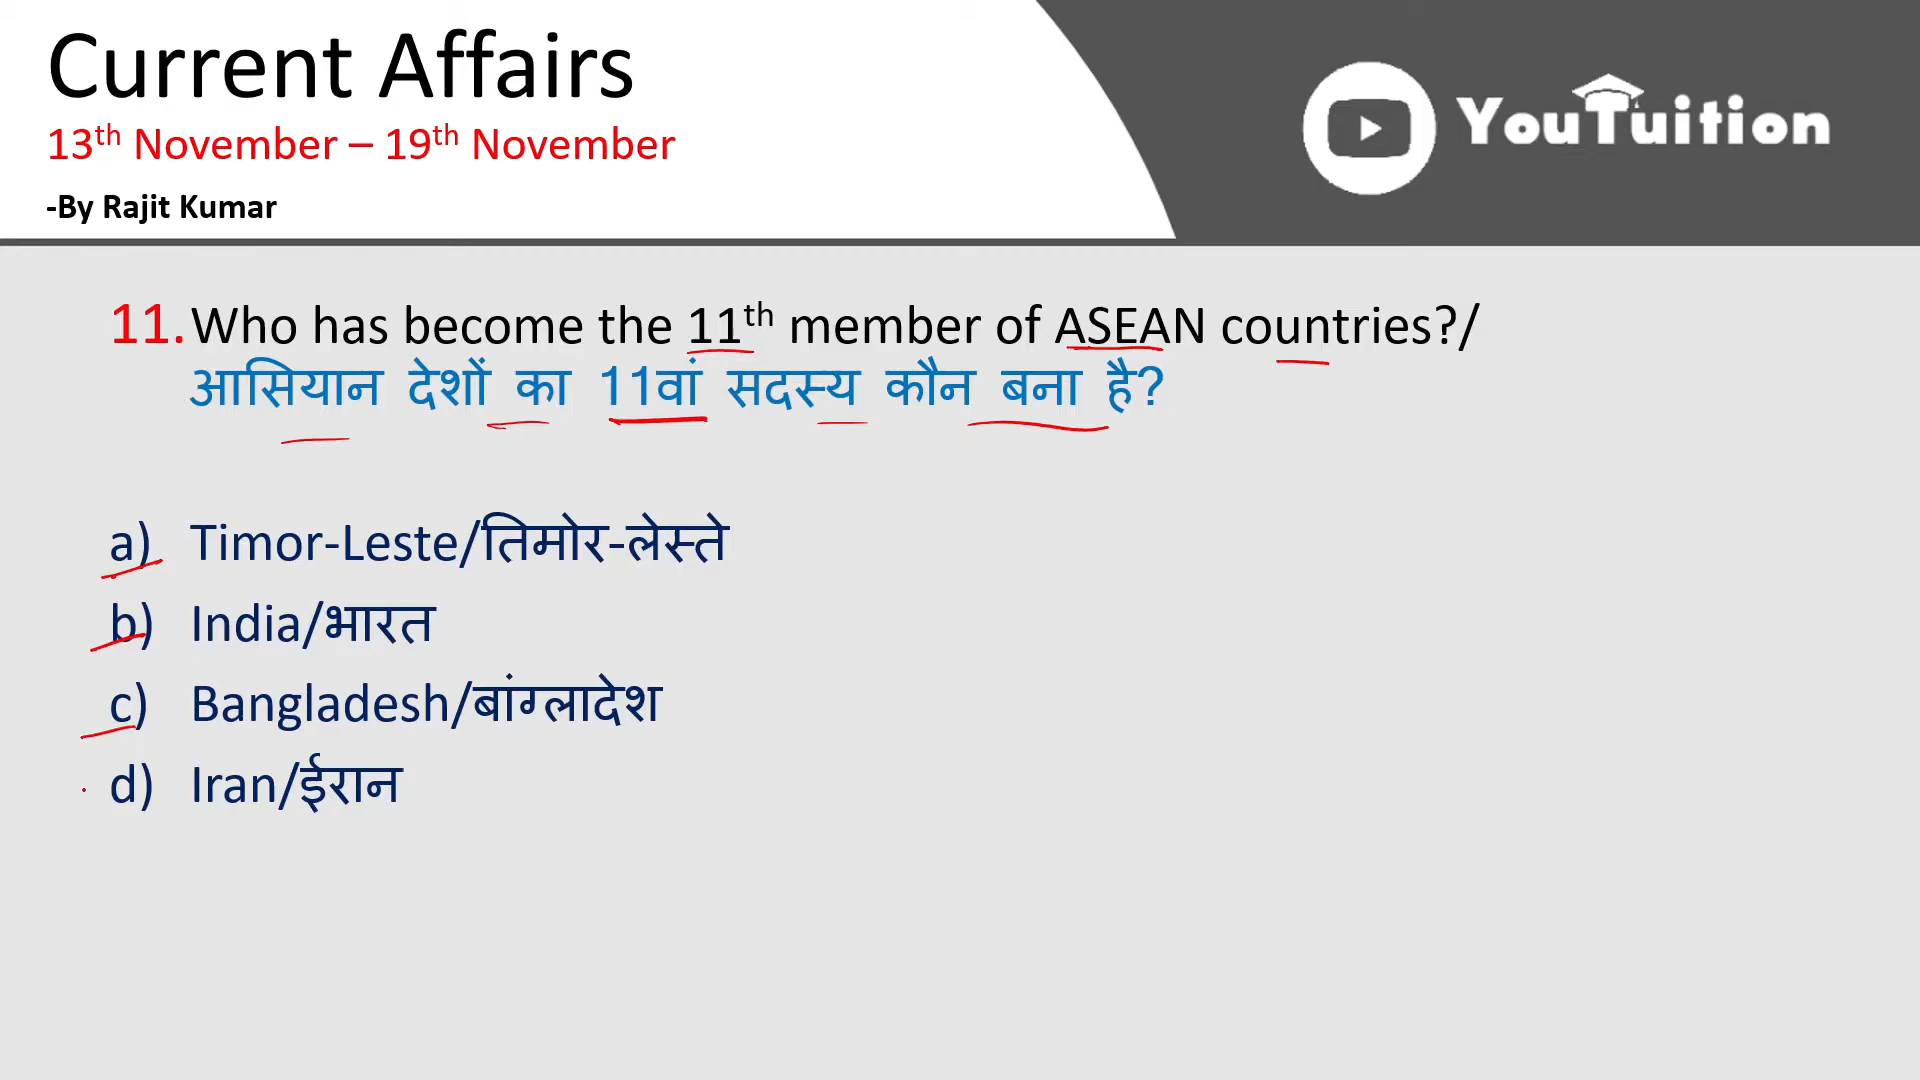 Current Affairs
13th November – 19th November
-By Rajit Kumar
YouTuition
11. Who has become the 11th member of ASEAN countries?/
आसियान देशों का 11वां सदस्य कौन बना है?
a) Timor-Leste/तिमोर-लेस्ते
b) India/भारत
c) Bangladesh/बांग्लादेश
d) Iran/ईरान